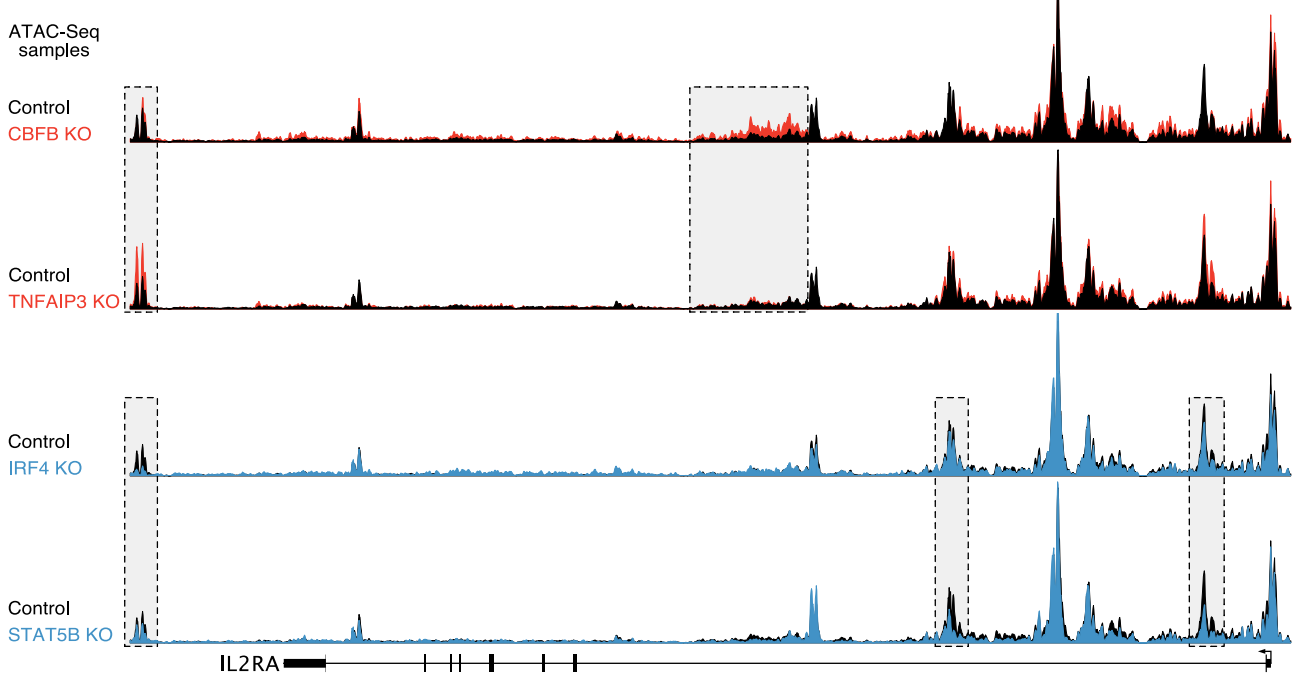 ATAC-Seq
samples
Control
CBFB KO
Control
TNFAIP3 KO
Control
IRF4 KO
Control
STAT5B KO
IL2RA